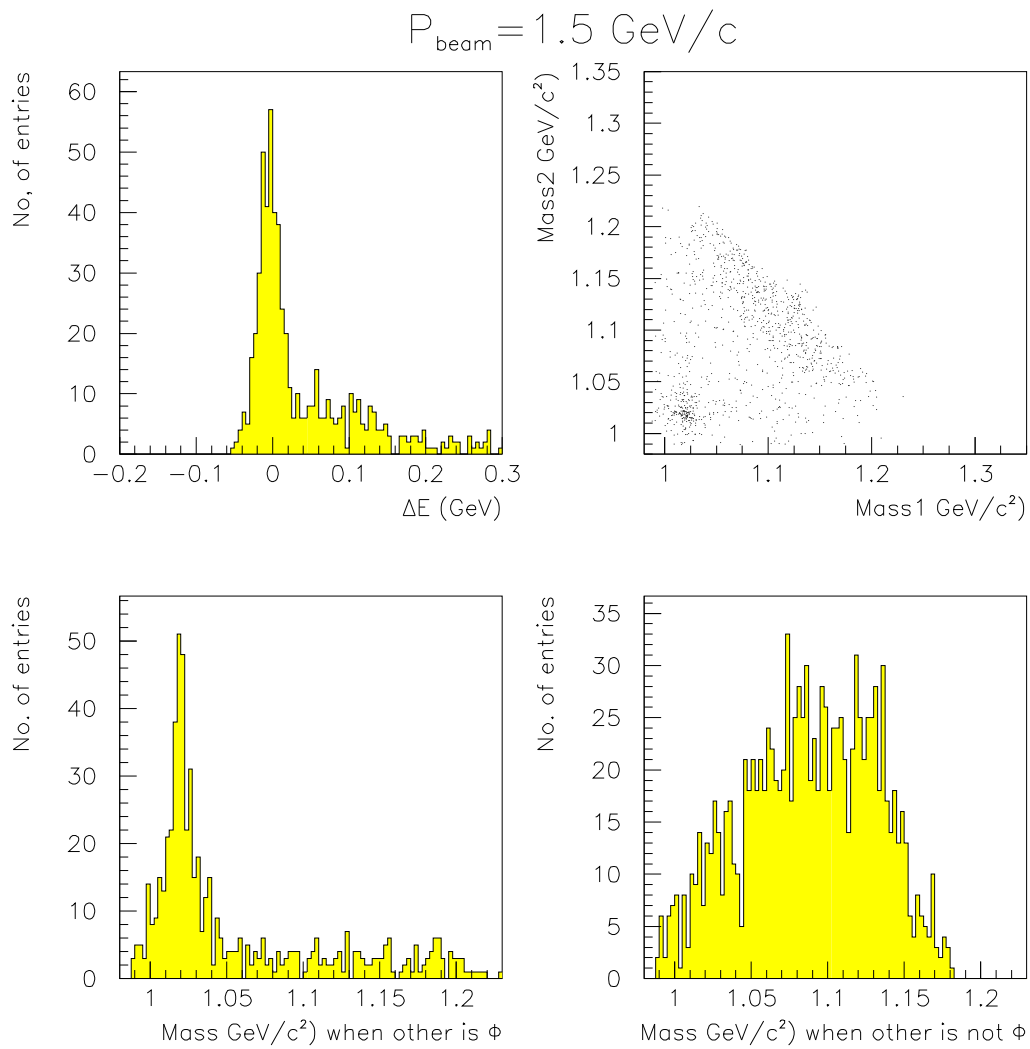 P_beam=1.5 GeV/c
No, of entries
60
50
40
30
20
10
0
−0.2 −0.1 0 0.1 0.2 0.3
ΔE (GeV)
Mass2 GeV/c²)
1.35
1.3
1.25
1.2
1.15
1.1
1.05
1
1 1.1 1.2 1.3
Mass1 GeV/c²)
No. of entries
50
40
30
20
10
0
1 1.05 1.1 1.15 1.2
Mass GeV/c²) when other is Φ
No. of entries
35
30
25
20
15
10
5
0
1 1.05 1.1 1.15 1.2
Mass GeV/c²) when other is not Φ